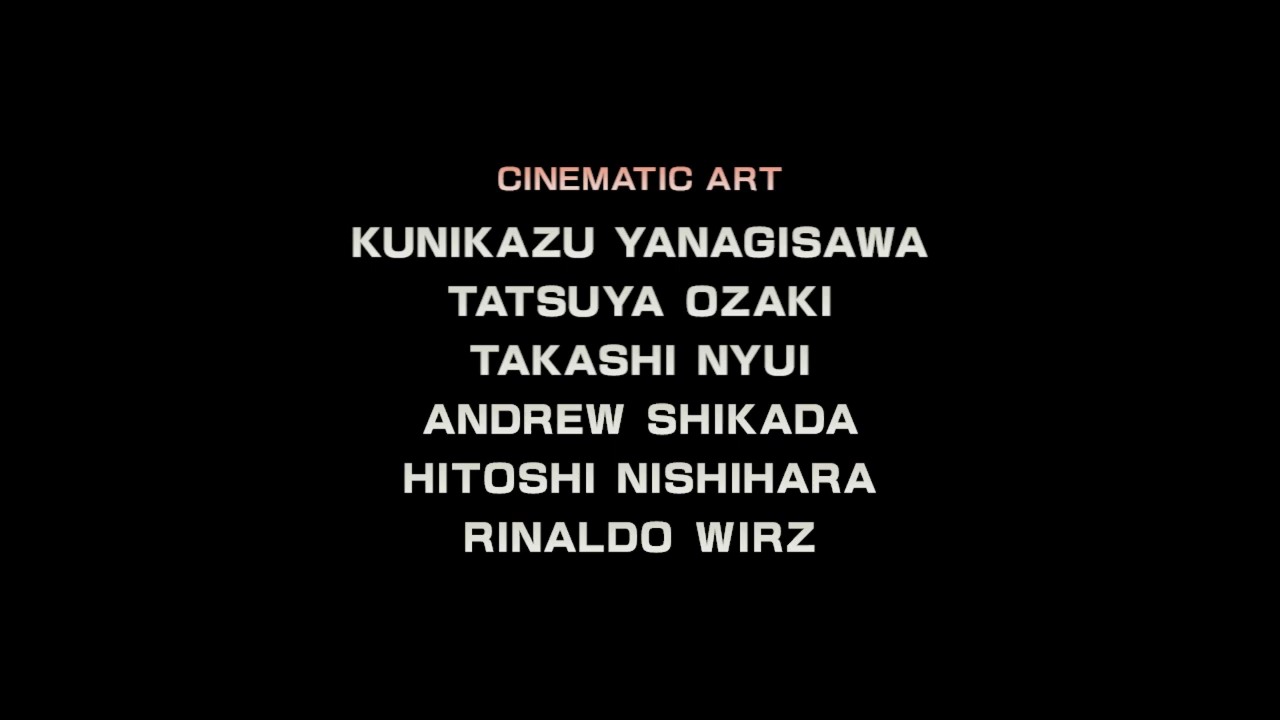 CINEMATIC ART
KUNIKAZU YANAGISAWA
TATSUYA OZAKI
TAKASHI NYUI
ANDREW SHIKADA
HITOSHI NISHIHARA
RINALDO WIRZ